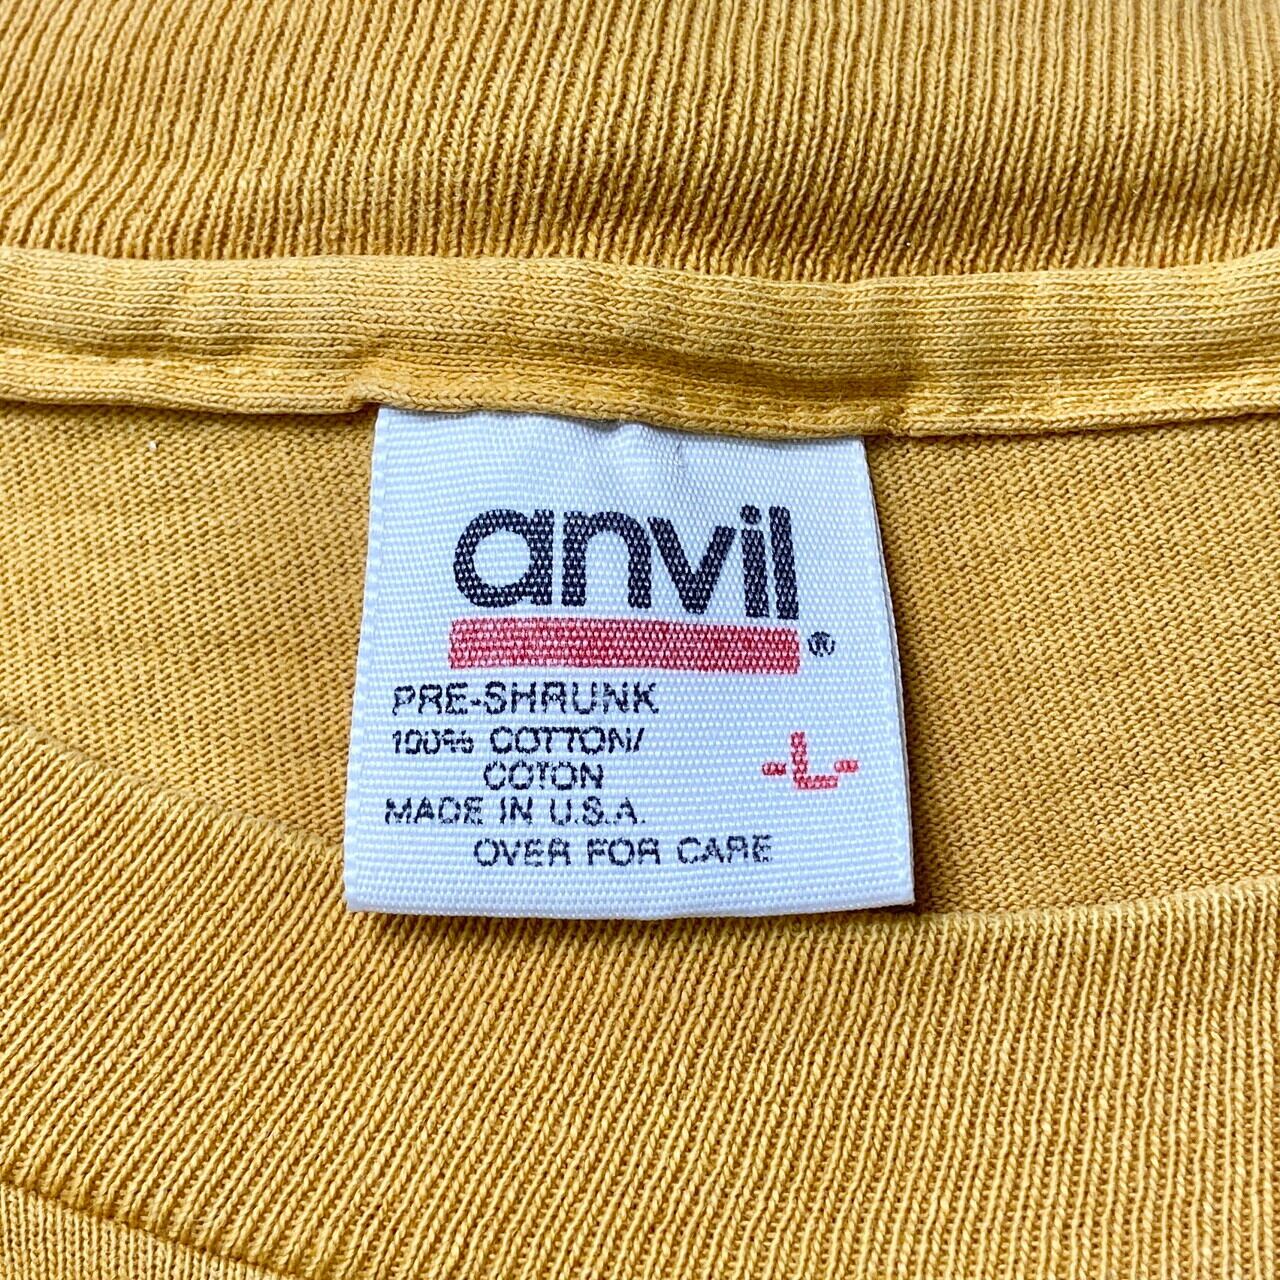 anvil®
PRE-SHRUNK
100% COTTON/
COTON
-L-
MADE IN U.S.A.
OVER FOR CARE